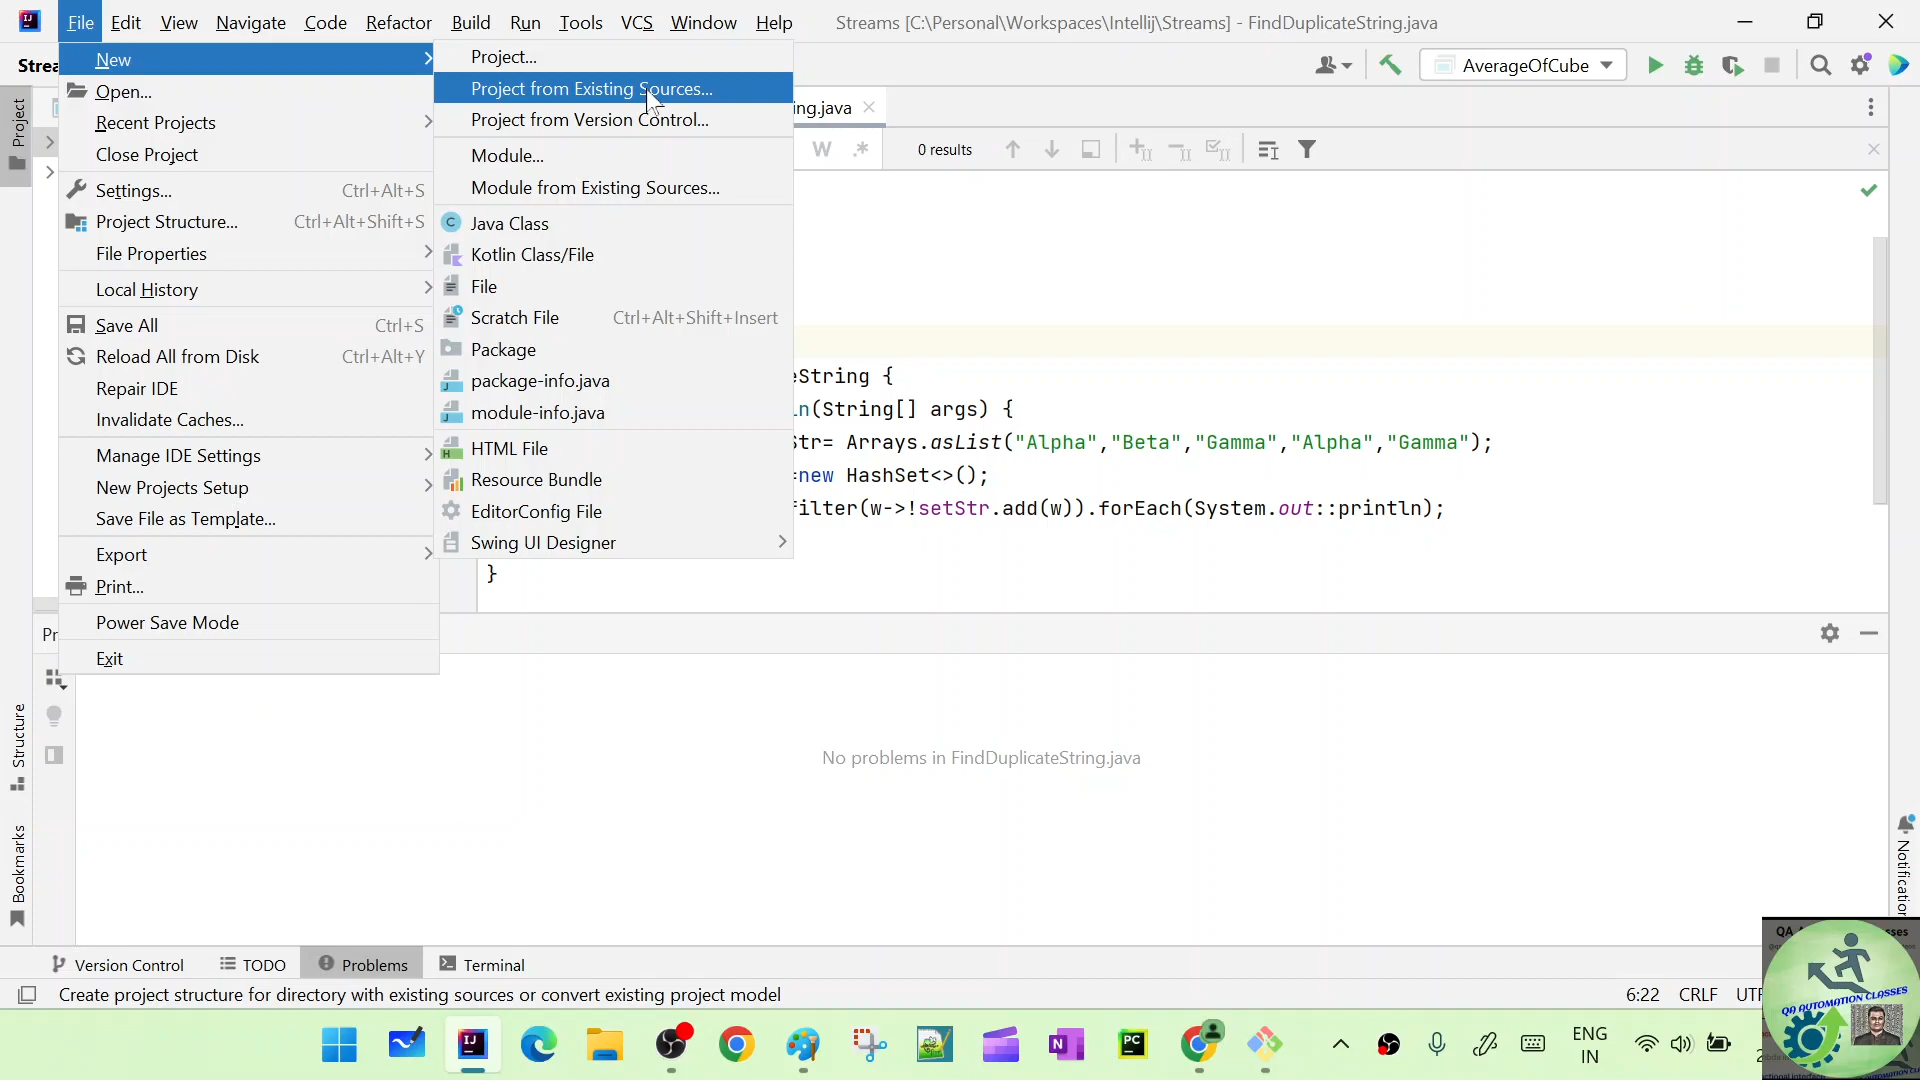 File Edit View Navigate Code Refactor Build Run Tools VCS Window Help Streams [C:\Personal\Workspaces\Intellij\Streams] - FindDuplicateString.java
AverageOfCube
Project
New
Open...
Recent Projects
Close Project
Settings... Ctrl+Alt+S
Project Structure... Ctrl+Alt+Shift+S
File Properties
Local History
Save All Ctrl+S
Reload All from Disk Ctrl+Alt+Y
Repair IDE
Invalidate Caches...
Manage IDE Settings
New Projects Setup
Save File as Template...
Export
Print...
Power Save Mode
Exit
Project...
Project from Existing Sources...
Project from Version Control...
Module...
Module from Existing Sources...
Java Class
Kotlin Class/File
File
Scratch File Ctrl+Alt+Shift+Insert
Package
package-info.java
module-info.java
HTML File
Resource Bundle
EditorConfig File
Swing UI Designer
ing.java
W .* 0 results
eString {
in(String[] args) {
Str= Arrays.asList("Alpha","Beta","Gamma","Alpha","Gamma");
=new HashSet<>();
filter(w->!setStr.add(w)).forEach(System.out::println);
}
No problems in FindDuplicateString.java
Structure
Bookmarks
Notification
Version Control TODO Problems Terminal
Create project structure for directory with existing sources or convert existing project model 6:22 CRLF
QA AUTOMATION CLASSES
ENG
IN